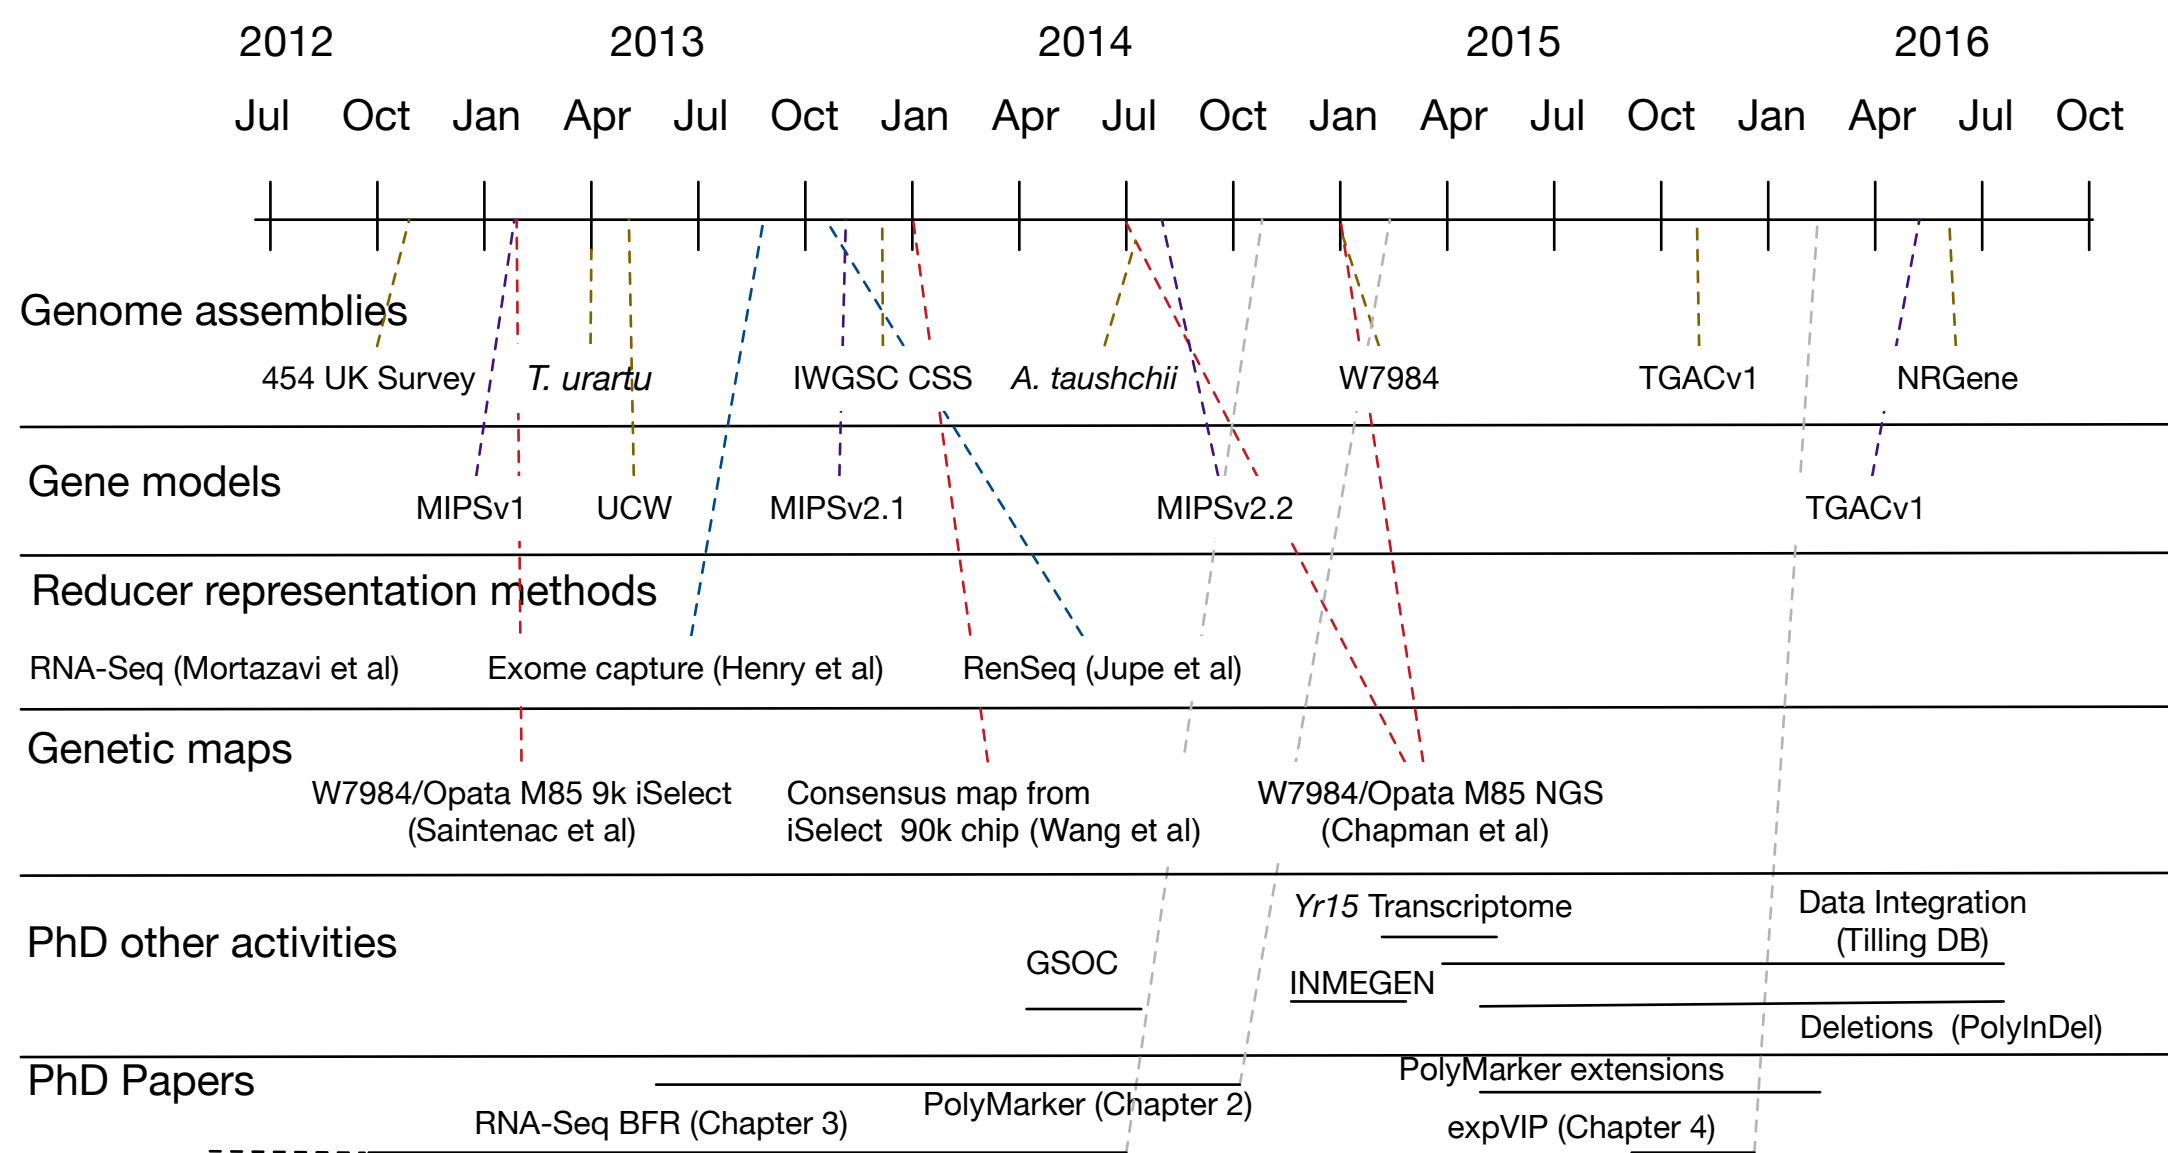 2012 2013 2014 2015 2016
Jul Oct Jan Apr Jul Oct Jan Apr Jul Oct Jan Apr Jul Oct Jan Apr Jul Oct
Genome assemblies
454 UK Survey T. urartu IWGSC CSS A. taushchii W7984 TGACv1 NRGene
Gene models
MIPSv1 UCW MIPSv2.1 MIPSv2.2 TGACv1
Reducer representation methods
RNA-Seq (Mortazavi et al) Exome capture (Henry et al) RenSeq (Jupe et al)
Genetic maps
W7984/Opata M85 9k iSelect
(Saintenac et al)
Consensus map from
iSelect 90k chip (Wang et al)
W7984/Opata M85 NGS
(Chapman et al)
PhD other activities
GSOC
Yr15 Transcriptome
INMEGEN
Data Integration
(Tilling DB)
Deletions (PolyInDel)
PhD Papers
RNA-Seq BFR (Chapter 3)
PolyMarker (Chapter 2)
PolyMarker extensions
expVIP (Chapter 4)